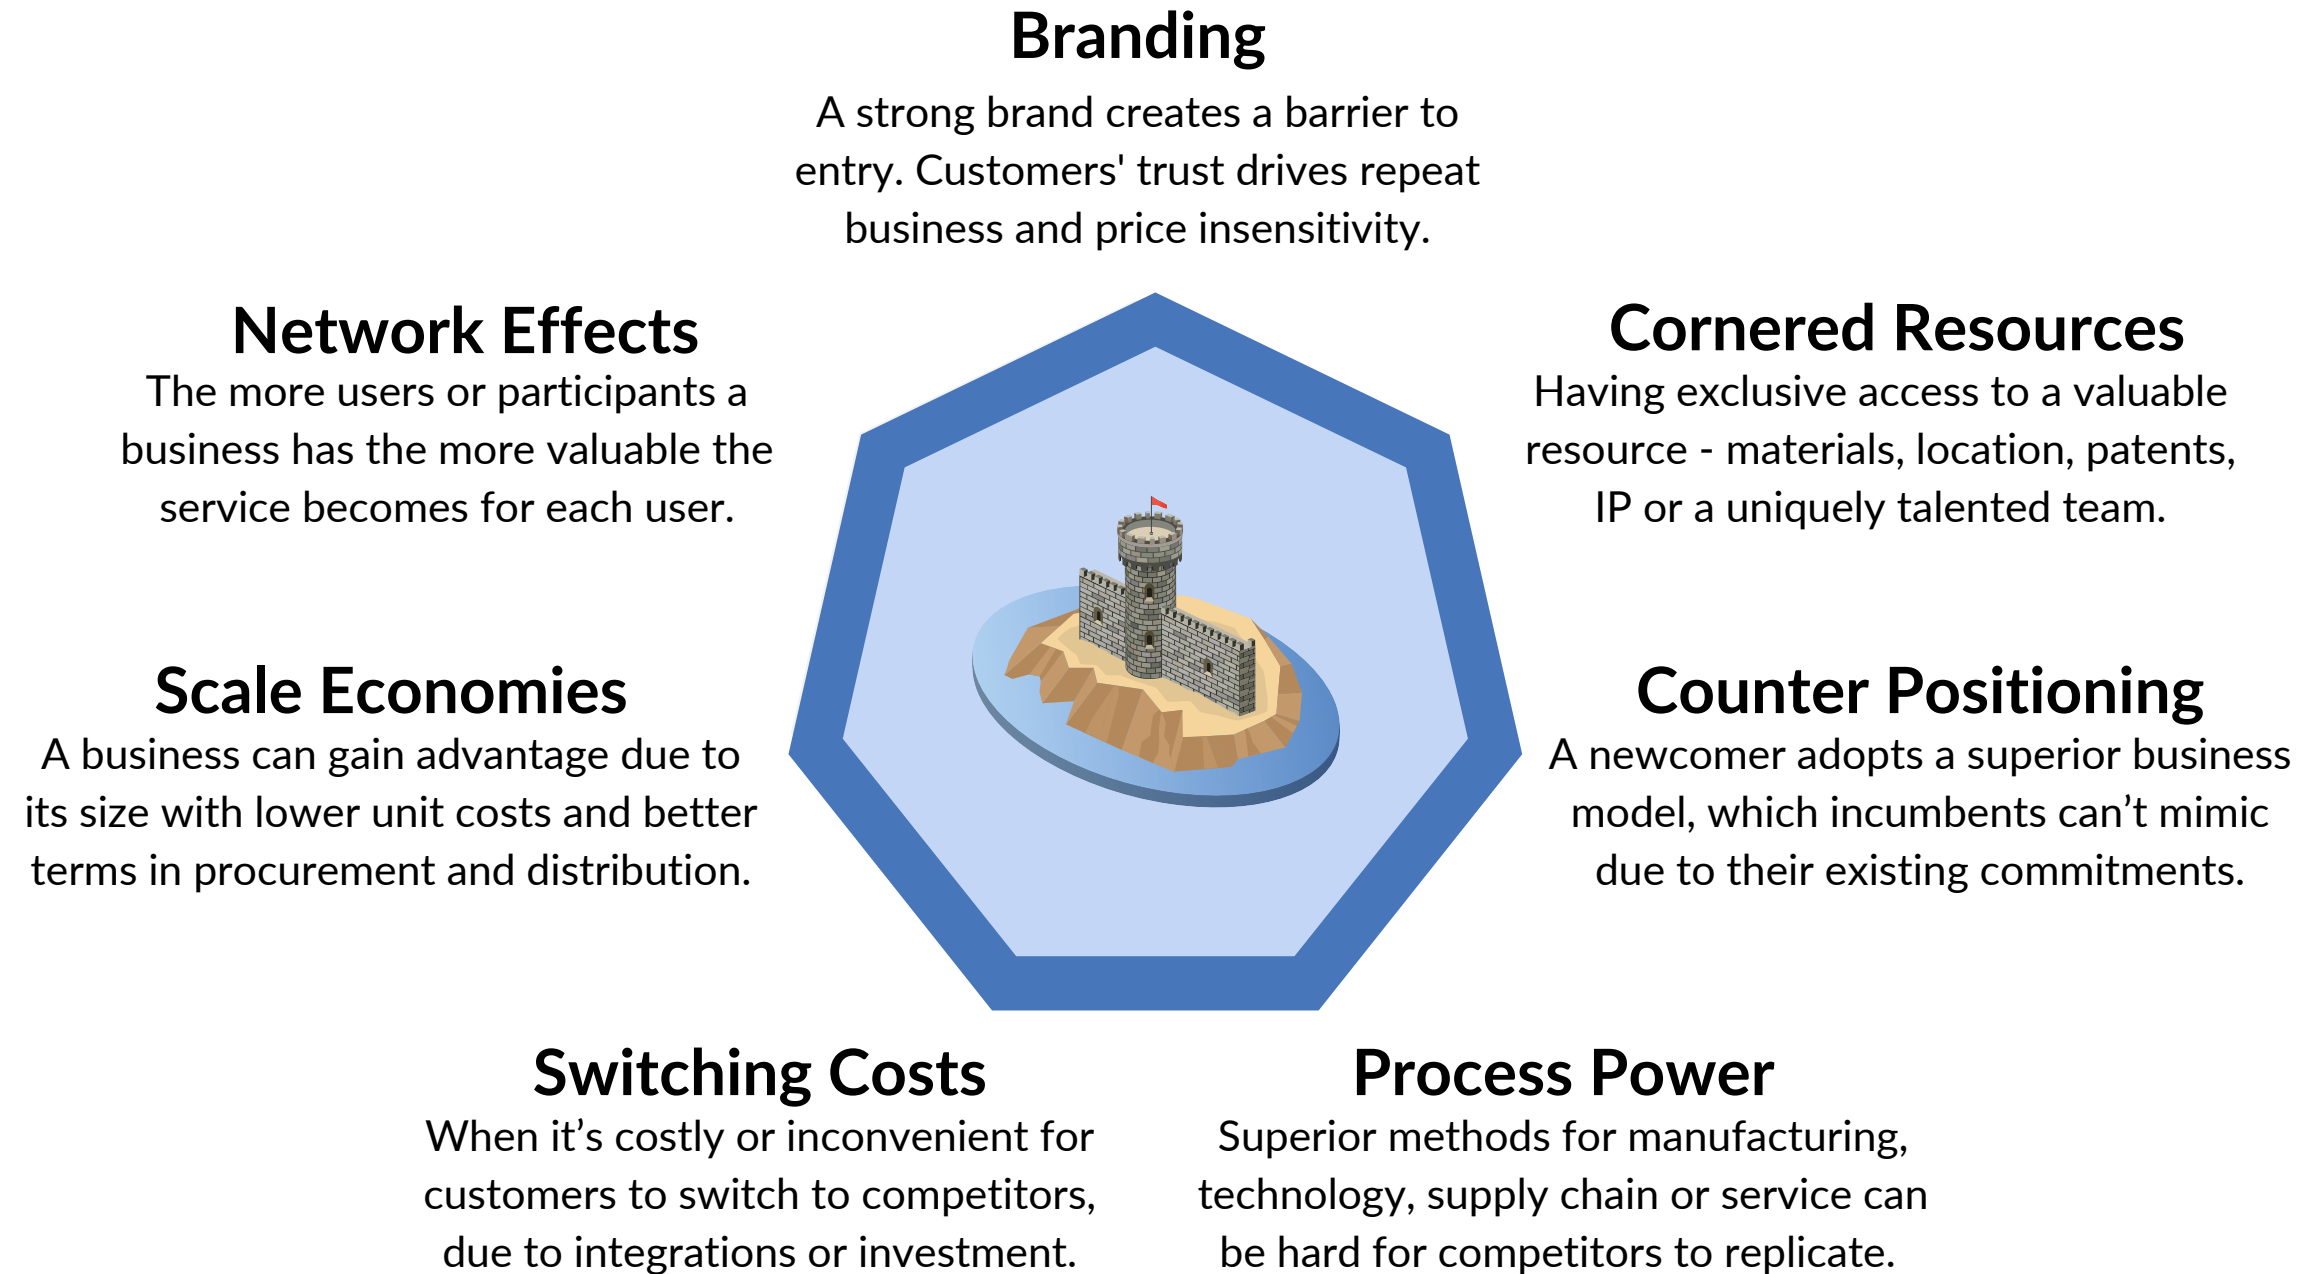 Branding
A strong brand creates a barrier to
entry. Customers' trust drives repeat
business and price insensitivity.
Network Effects
The more users or participants a
business has the more valuable the
service becomes for each user.
Cornered Resources
Having exclusive access to a valuable
resource - materials, location, patents,
IP or a uniquely talented team.
Scale Economies
A business can gain advantage due to
its size with lower unit costs and better
terms in procurement and distribution.
Counter Positioning
A newcomer adopts a superior business
model, which incumbents can’t mimic
due to their existing commitments.
Switching Costs
When it’s costly or inconvenient for
customers to switch to competitors,
due to integrations or investment.
Process Power
Superior methods for manufacturing,
technology, supply chain or service can
be hard for competitors to replicate.